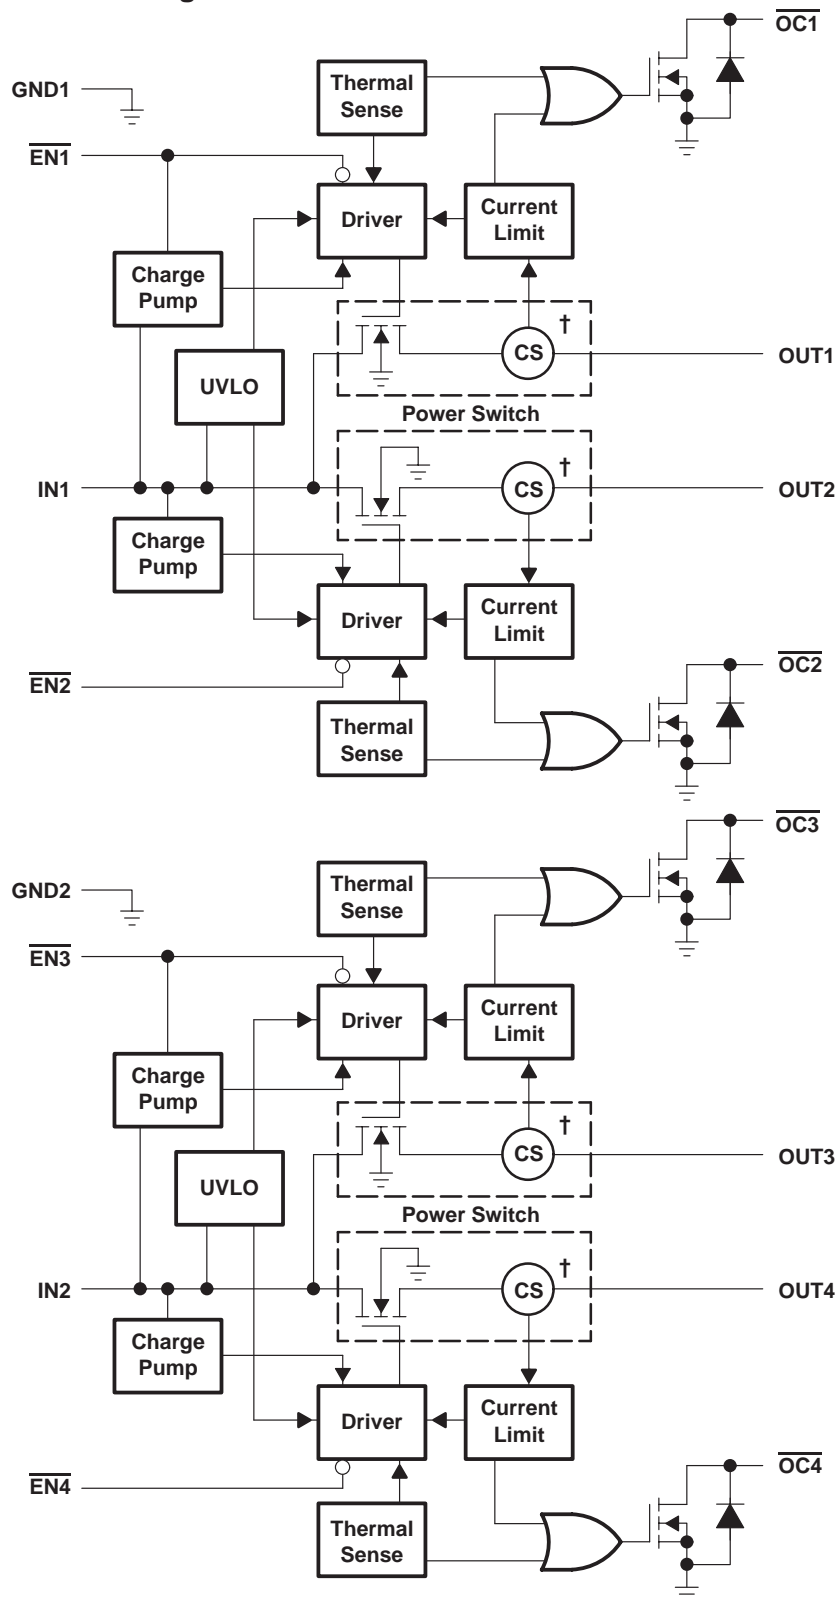 OC1
Thermal
Sense
GND1
EN1
Driver
Current
Limit
Charge
Pump
†
CS
OUT1
UVLO
Power Switch
†
IN1
CS
OUT2
Charge
Pump
Driver
Current
Limit
OC2
EN2
Thermal
Sense
OC3
Thermal
Sense
GND2
EN3
Driver
Current
Limit
Charge
Pump
†
CS
OUT3
UVLO
Power Switch
†
IN2
CS
OUT4
Charge
Pump
Driver
Current
Limit
OC4
EN4
Thermal
Sense